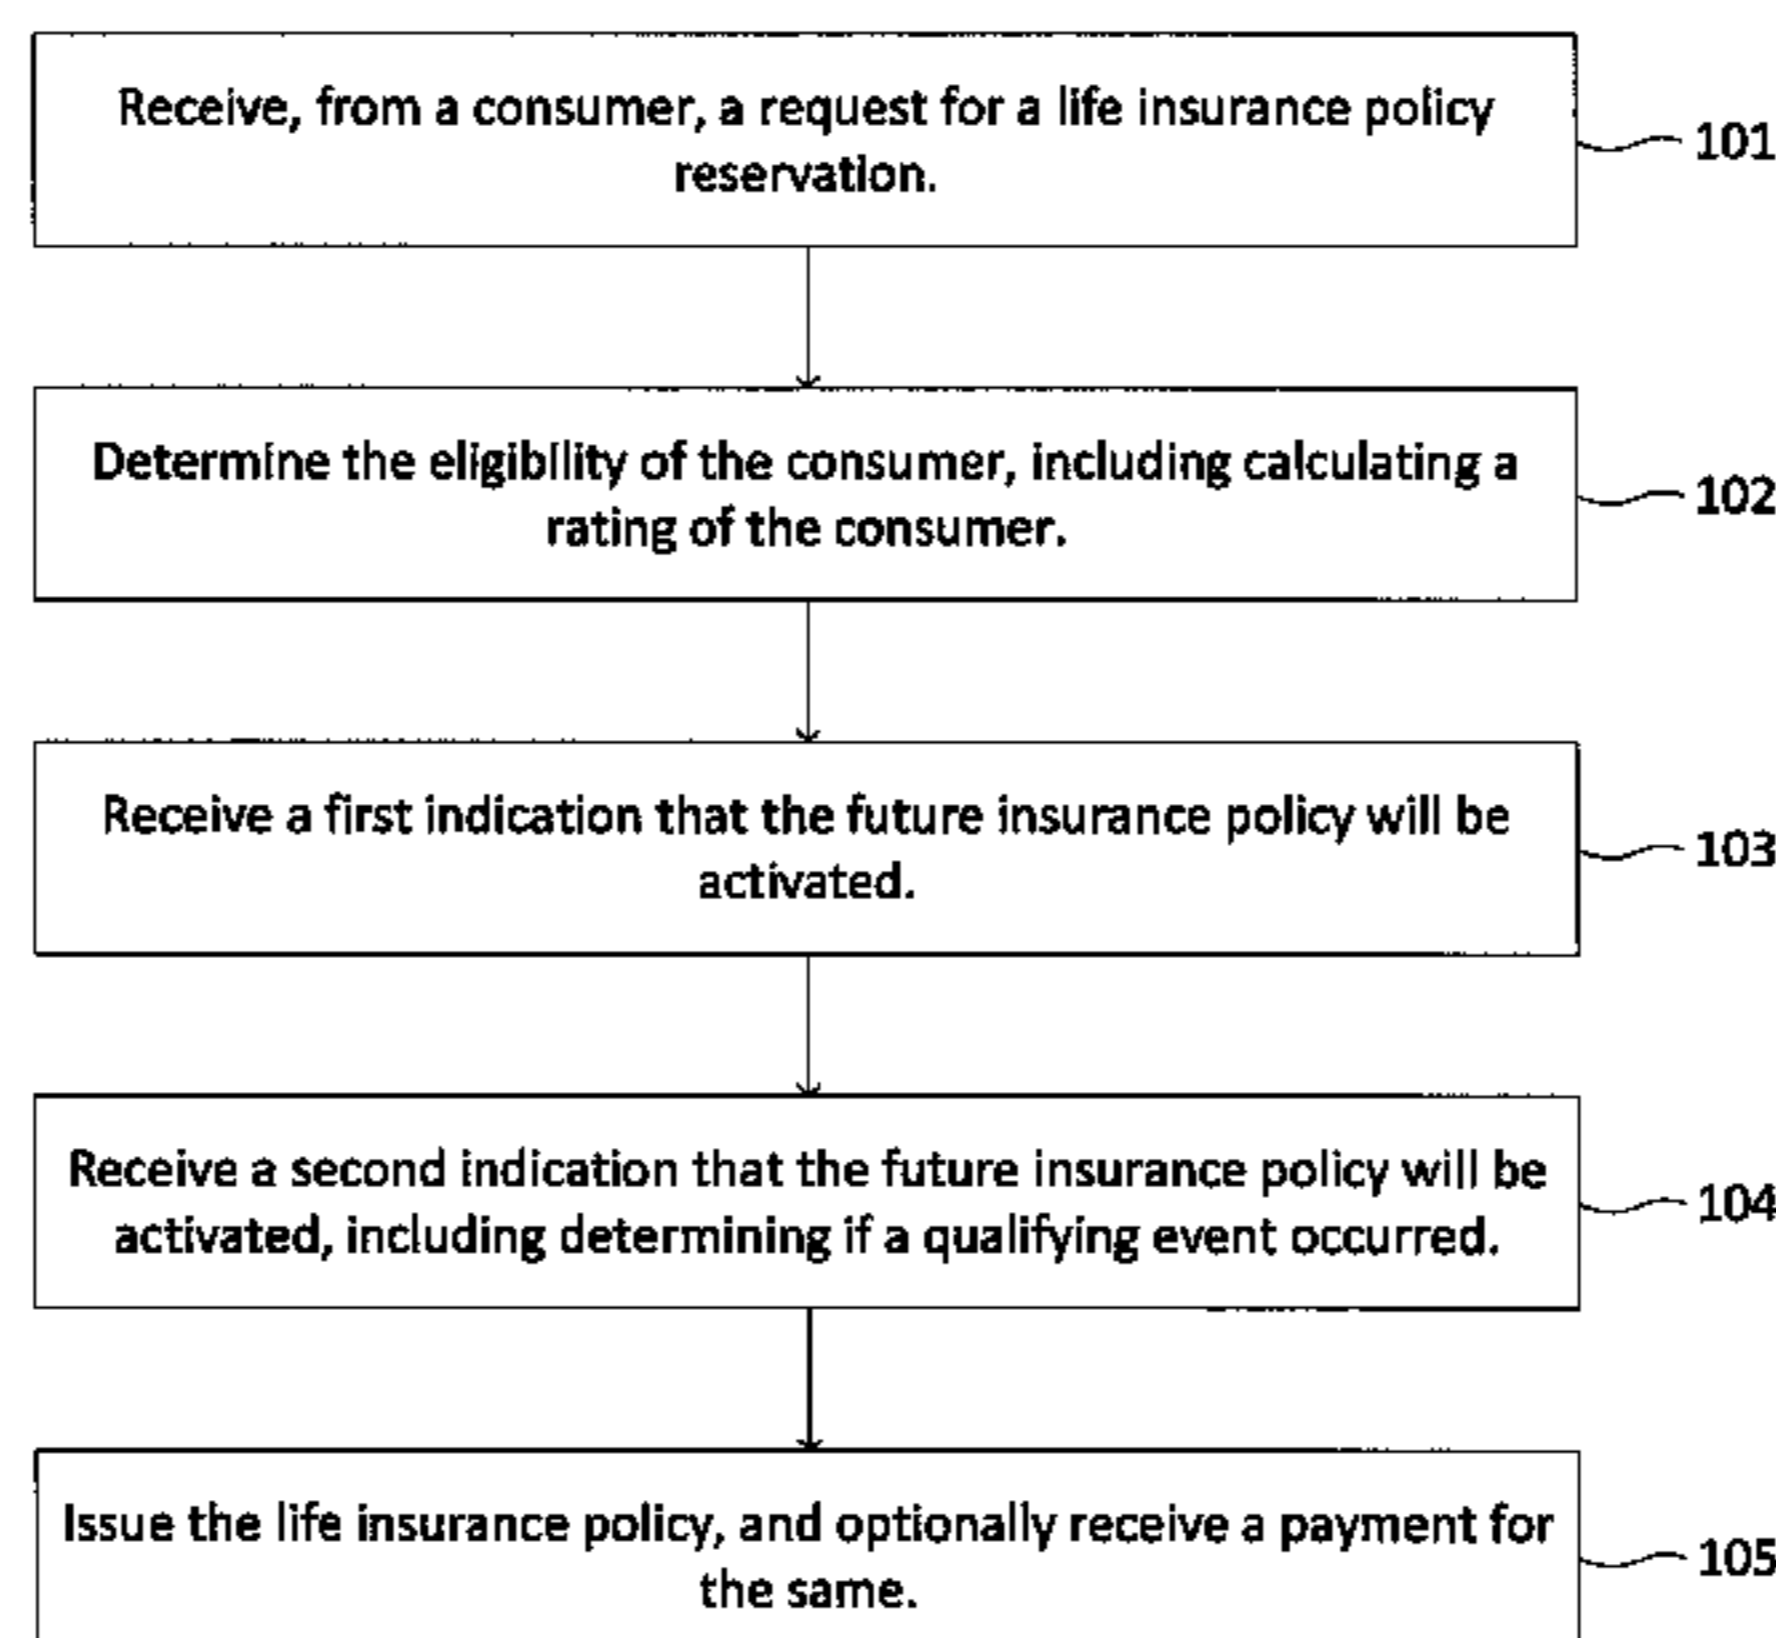 Receive, from a consumer, a request for a life insurance policy
reservation.
101
Determine the eligibility of the consumer, including calculating a
rating of the consumer.
102
Receive a first indication that the future insurance policy will be
activated.
103
Receive a second indication that the future insurance policy will be
activated, including determining if a qualifying event occurred.
104
Issue the life insurance policy, and optionally receive a payment for
the same.
105